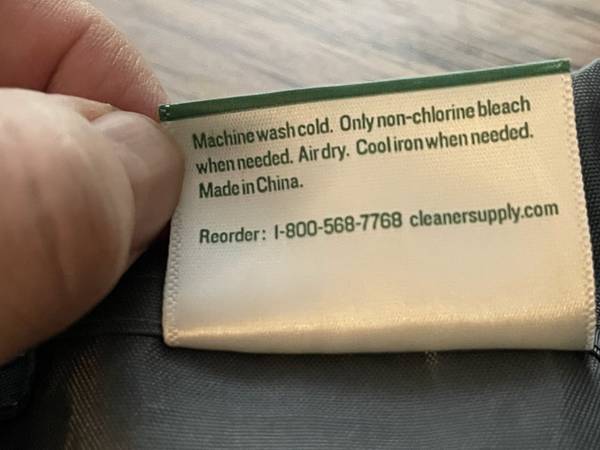 Machine wash cold. Only non-chlorine bleach
when needed. Air dry. Cool iron when needed.
Made in China.
Reorder: 1-800-568-7768 cleanersupply.com